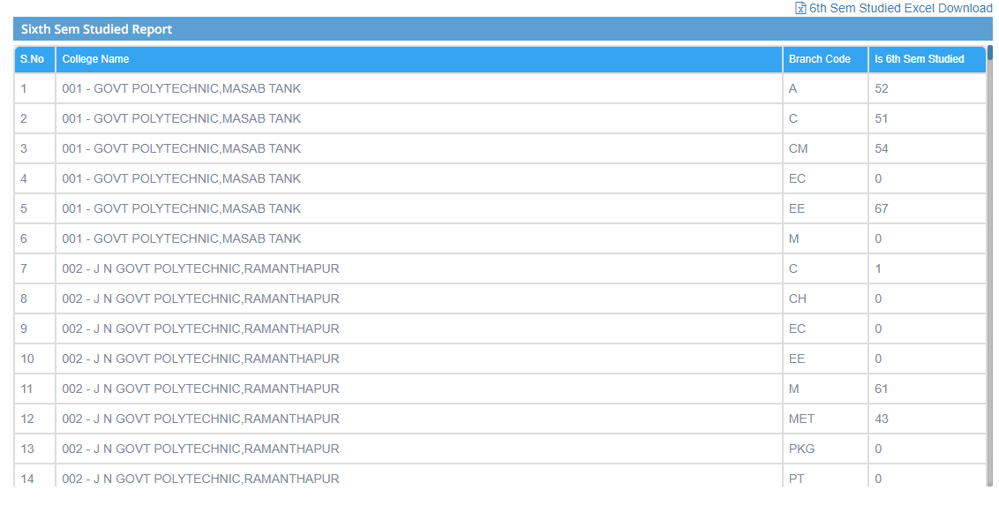 6th Sem Studied Excel Download
Sixth Sem Studied Report
S.No College Name Branch Code Is 6th Sem Studied
1 001 - GOVT POLYTECHNIC,MASAB TANK A 52
2 001 - GOVT POLYTECHNIC,MASAB TANK C 51
3 001 - GOVT POLYTECHNIC,MASAB TANK CM 54
4 001 - GOVT POLYTECHNIC,MASAB TANK EC 0
5 001 - GOVT POLYTECHNIC,MASAB TANK EE 67
6 001 - GOVT POLYTECHNIC,MASAB TANK M 0
7 002 - J N GOVT POLYTECHNIC,RAMANTHAPUR C 1
8 002 - J N GOVT POLYTECHNIC,RAMANTHAPUR CH 0
9 002 - J N GOVT POLYTECHNIC,RAMANTHAPUR EC 0
10 002 - J N GOVT POLYTECHNIC,RAMANTHAPUR EE 0
11 002 - J N GOVT POLYTECHNIC,RAMANTHAPUR M 61
12 002 - J N GOVT POLYTECHNIC,RAMANTHAPUR MET 43
13 002 - J N GOVT POLYTECHNIC,RAMANTHAPUR PKG 0
14 002 - J N GOVT POLYTECHNIC,RAMANTHAPUR PT 0